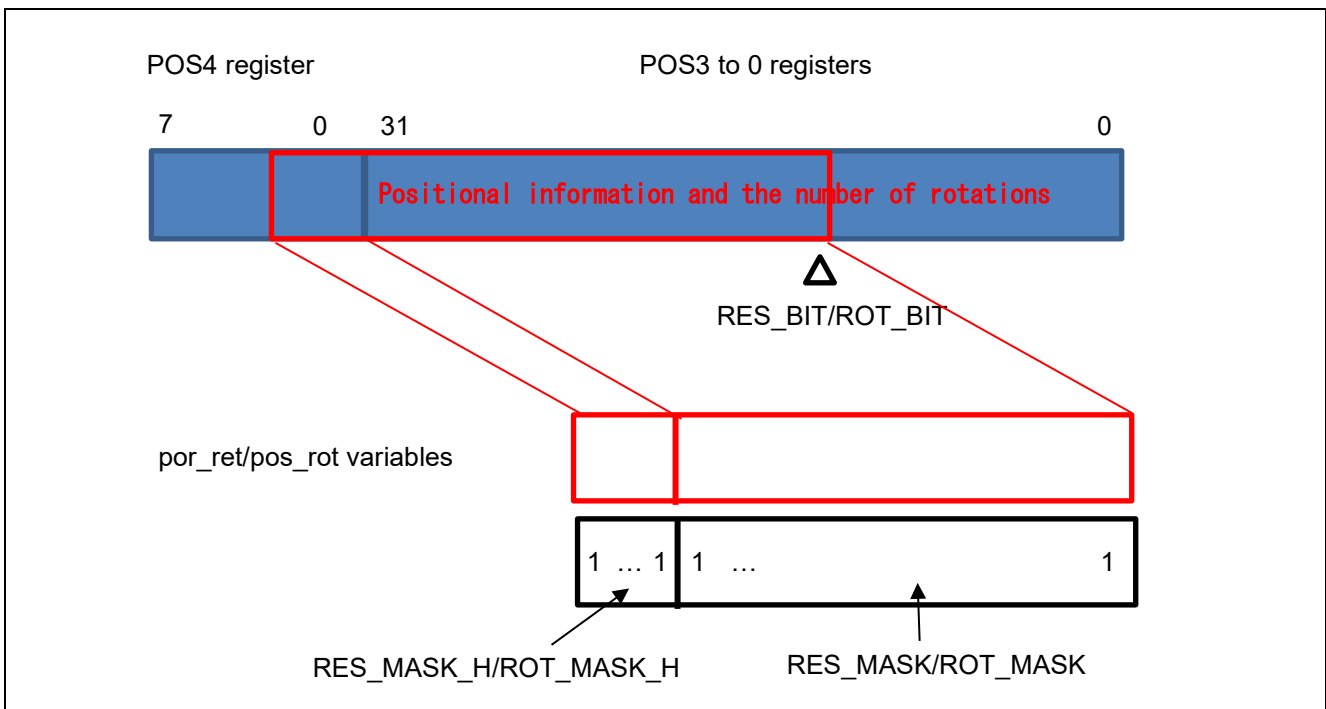 POS4 register POS3 to 0 registers
7 0 31 0
Positional information and the number of rotations
RES_BIT/ROT_BIT
por_ret/pos_rot variables
1 … 1 1 … 1
RES_MASK_H/ROT_MASK_H RES_MASK/ROT_MASK